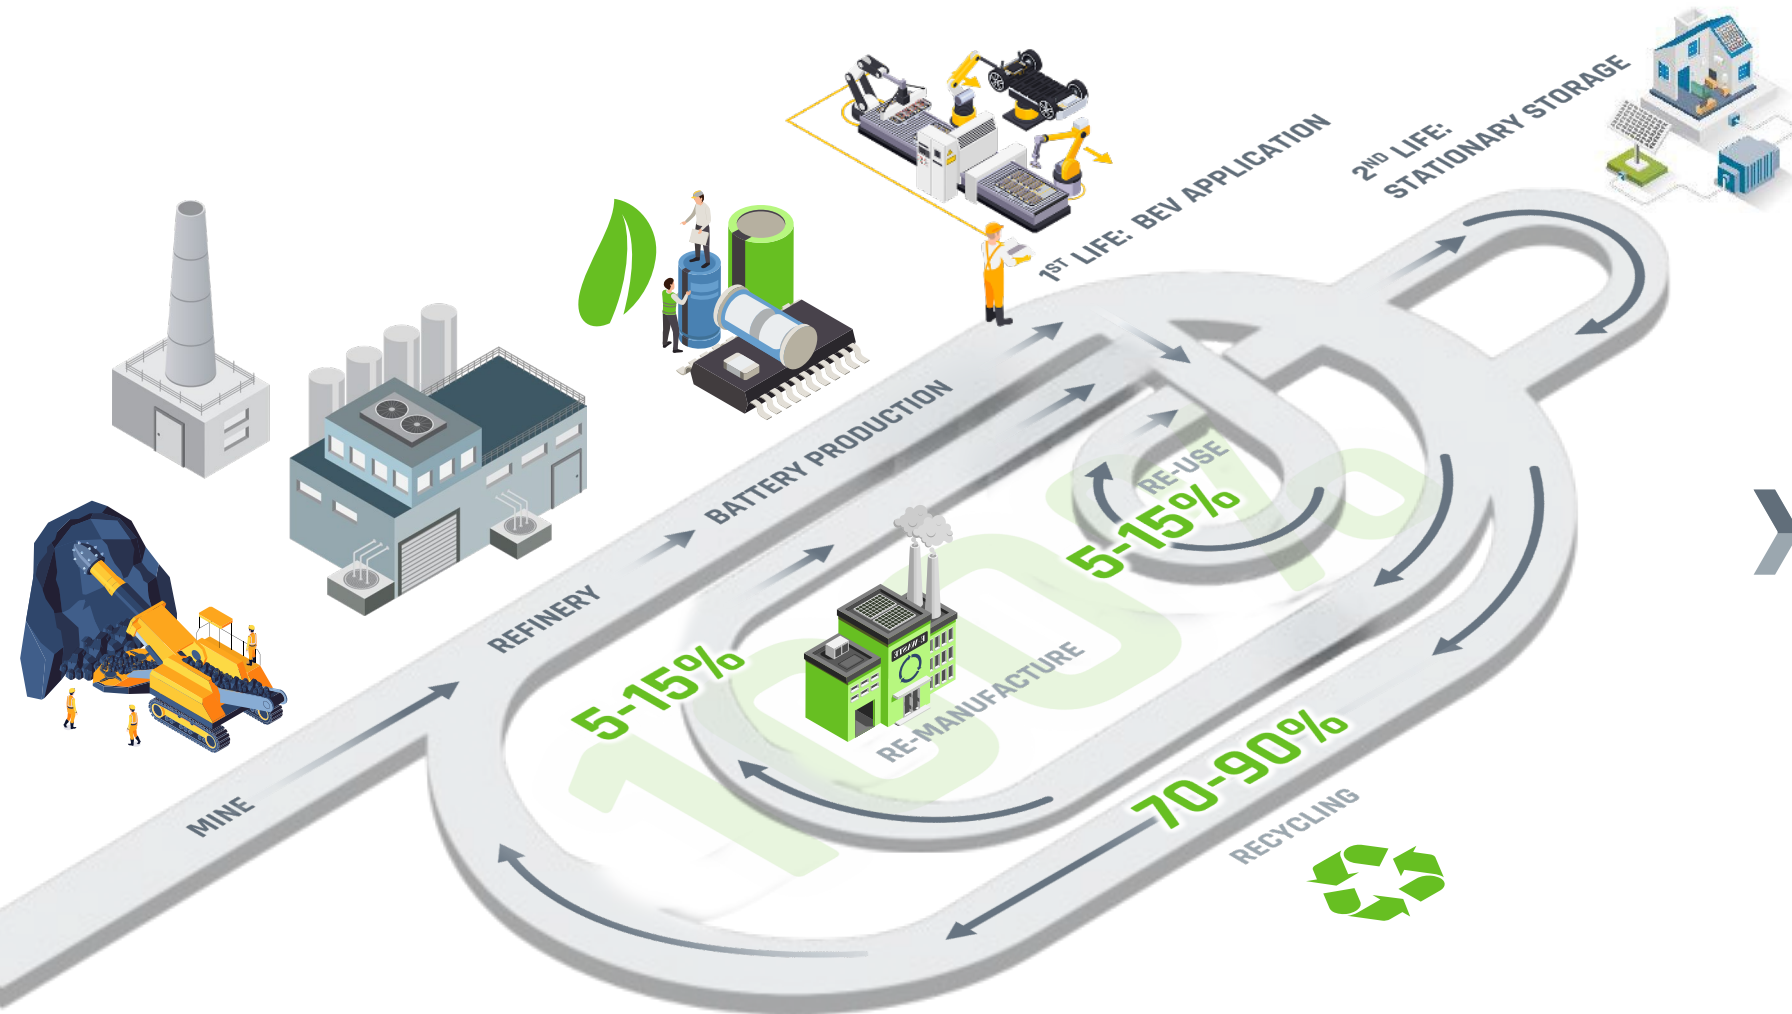 MINE
REFINERY
BATTERY PRODUCTION
1ST LIFE: BEV APPLICATION
2ND LIFE:
STATIONARY STORAGE
RE-USE
5-15%
RE-MANUFACTURE
5-15%
RECYCLING
70-90%
100%
E-WASTE